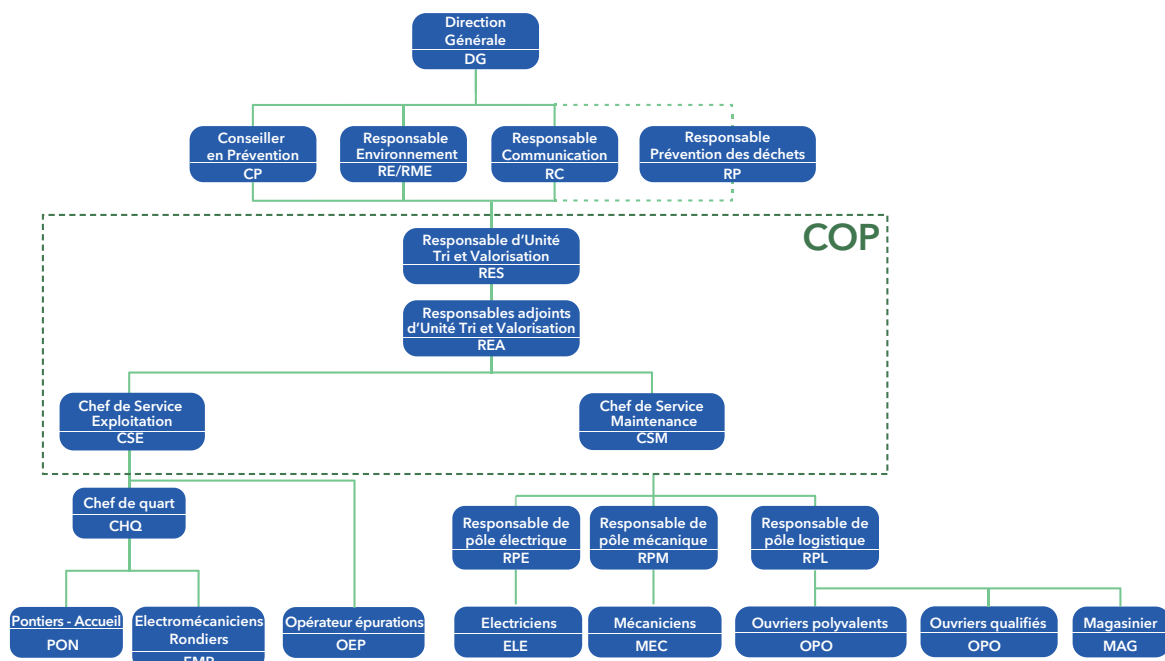 Direction
Générale
DG
Conseiller
en Prévention
CP
Responsable
Environnement
RE/RME
Responsable
Communication
RC
Responsable
Prévention des déchets
RP
COP
Responsable d'Unité
Tri et Valorisation
RES
Responsables adjoints
d'Unité Tri et Valorisation
REA
Chef de Service
Exploitation
CSE
Chef de Service
Maintenance
CSM
Chef de quart
CHQ
Responsable de
pôle électrique
RPE
Responsable de
pôle mécanique
RPM
Responsable de
pôle logistique
RPL
Pontiers - Accueil
PON
Electromécaniciens
Rondiers
Opérateur épurations
OEP
Electriciens
ELE
Mécaniciens
MEC
Ouvriers polyvalents
OPO
Ouvriers qualifiés
OPO
Magasinier
MAG